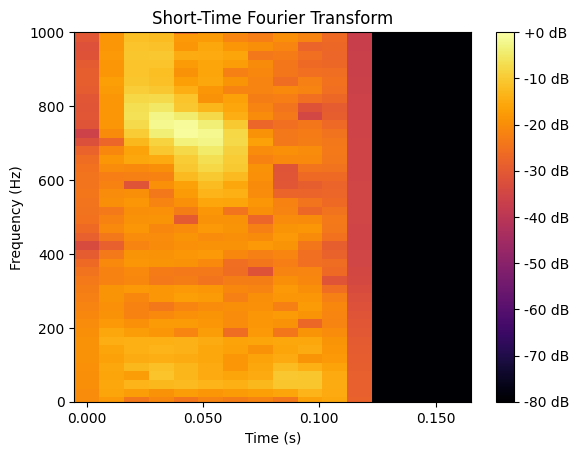 Short-Time Fourier Transform
1000
800
600
400
200
0
Frequency (Hz)
0.000
0.050
0.100
0.150
Time (s)
+0 dB
-10 dB
-20 dB
-30 dB
-40 dB
-50 dB
-60 dB
-70 dB
-80 dB